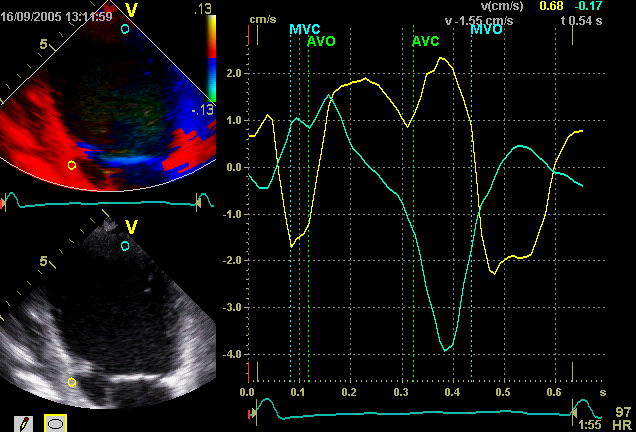 v(cm/s) 0.68 -0.17
v -1.55 cm/s t 0.54 s
16/09/2005 13:11:59
V
.13
-.13
5
cm/s
MVC MVO
AVO AVC
2.0
1.0
0.0
-1.0
-2.0
-3.0
-4.0
0.0 0.1 0.2 0.3 0.4 0.5 0.6 s
V
5
97
1:55 HR